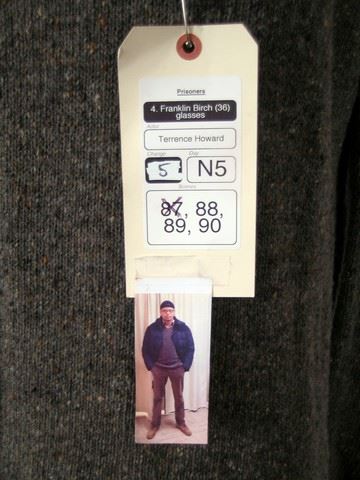 Prisoners
4. Franklin Birch (36)
glasses
Actor
Terrence Howard
Change
Day
5
N5
Scenes
87, 88,
89, 90